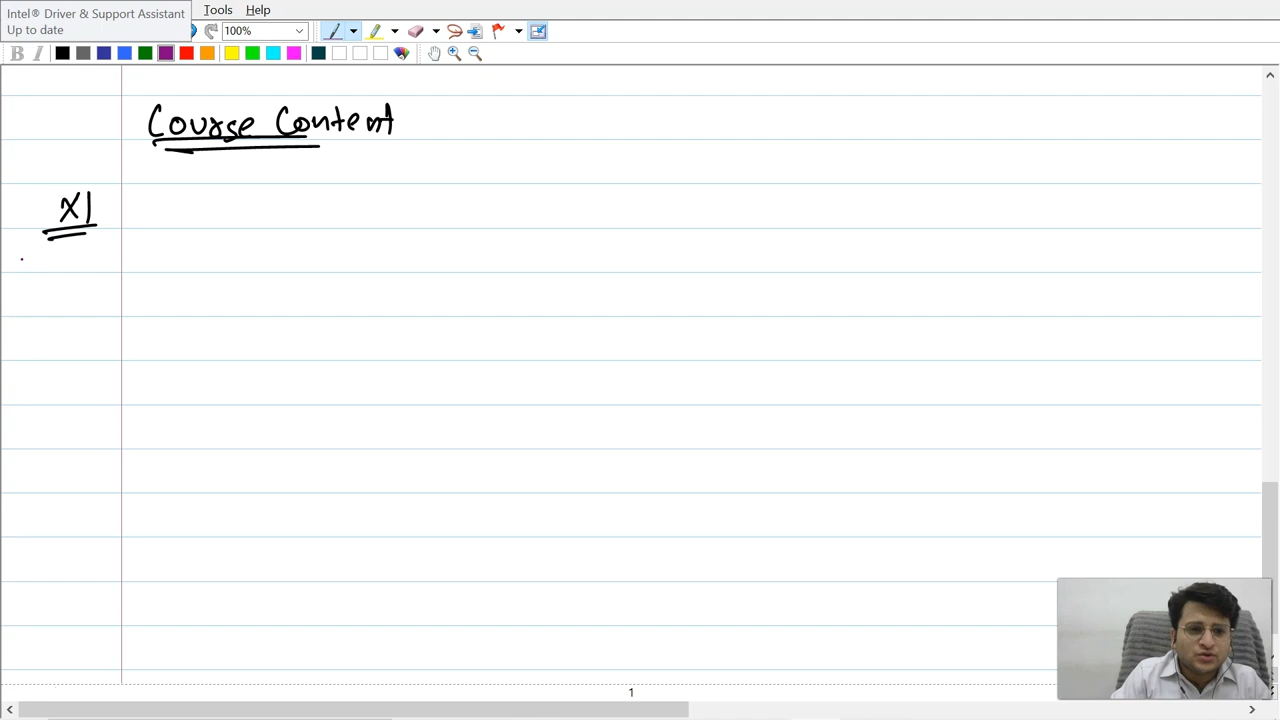 Intel® Driver & Support Assistant
Up to date
Tools Help
100%
B I
Course Content
XI
1